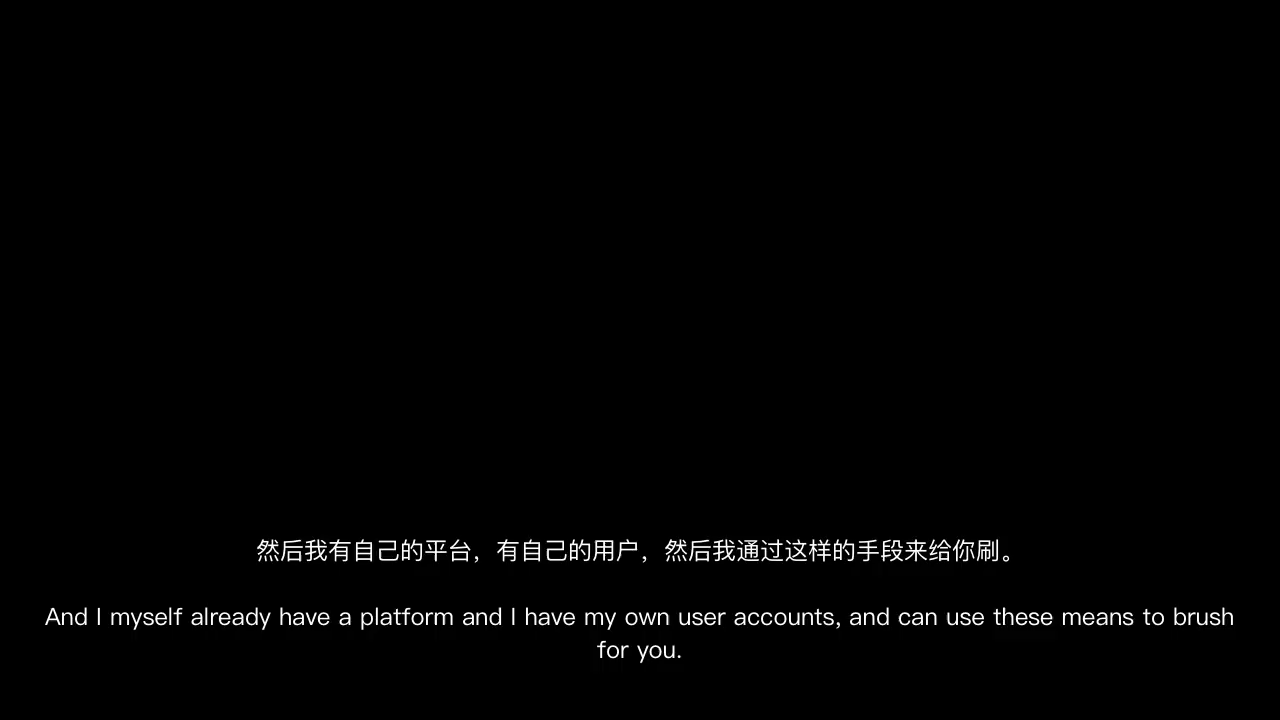 然后我有自己的平台，有自己的用户，然后我通过这样的手段来给你刷。
And I myself already have a platform and I have my own user accounts, and can use these means to brush
for you.